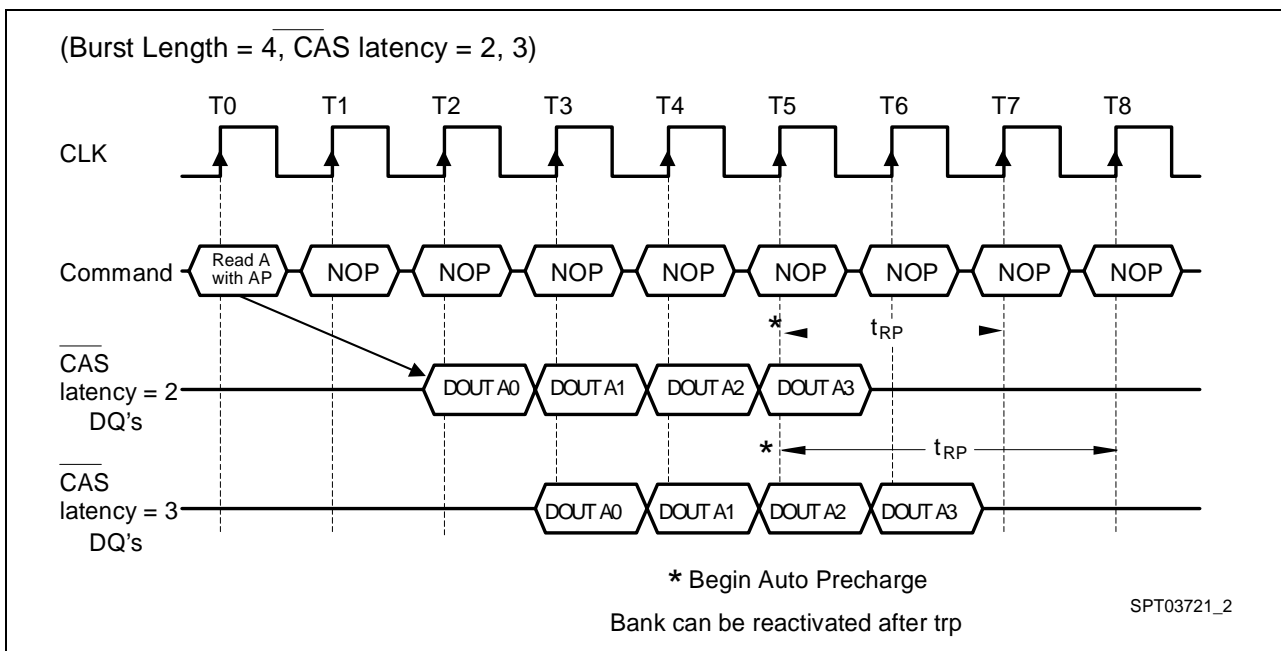 (Burst Length = 4, CAS latency = 2, 3)
T0 T1 T2 T3 T4 T5 T6 T7 T8
CLK
Command Read A with AP NOP NOP NOP NOP NOP NOP NOP NOP
* tRP
CAS
latency = 2
DQ's
DOUT A0 DOUT A1 DOUT A2 DOUT A3
* tRP
CAS
latency = 3
DQ's
DOUT A0 DOUT A1 DOUT A2 DOUT A3
* Begin Auto Precharge
Bank can be reactivated after trp
SPT03721_2